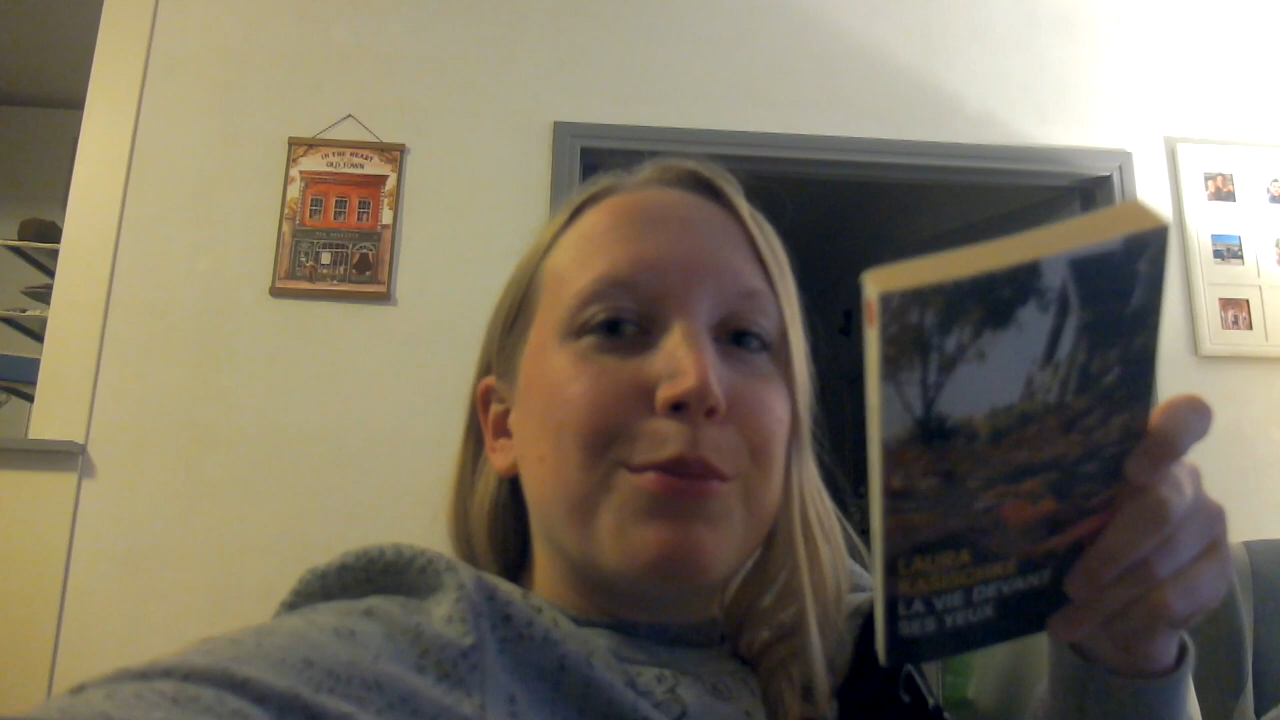 IN THE HEART
OLD TOWN
LAURA
KASISCHKE
LA VIE DEVANT
SES YEUX